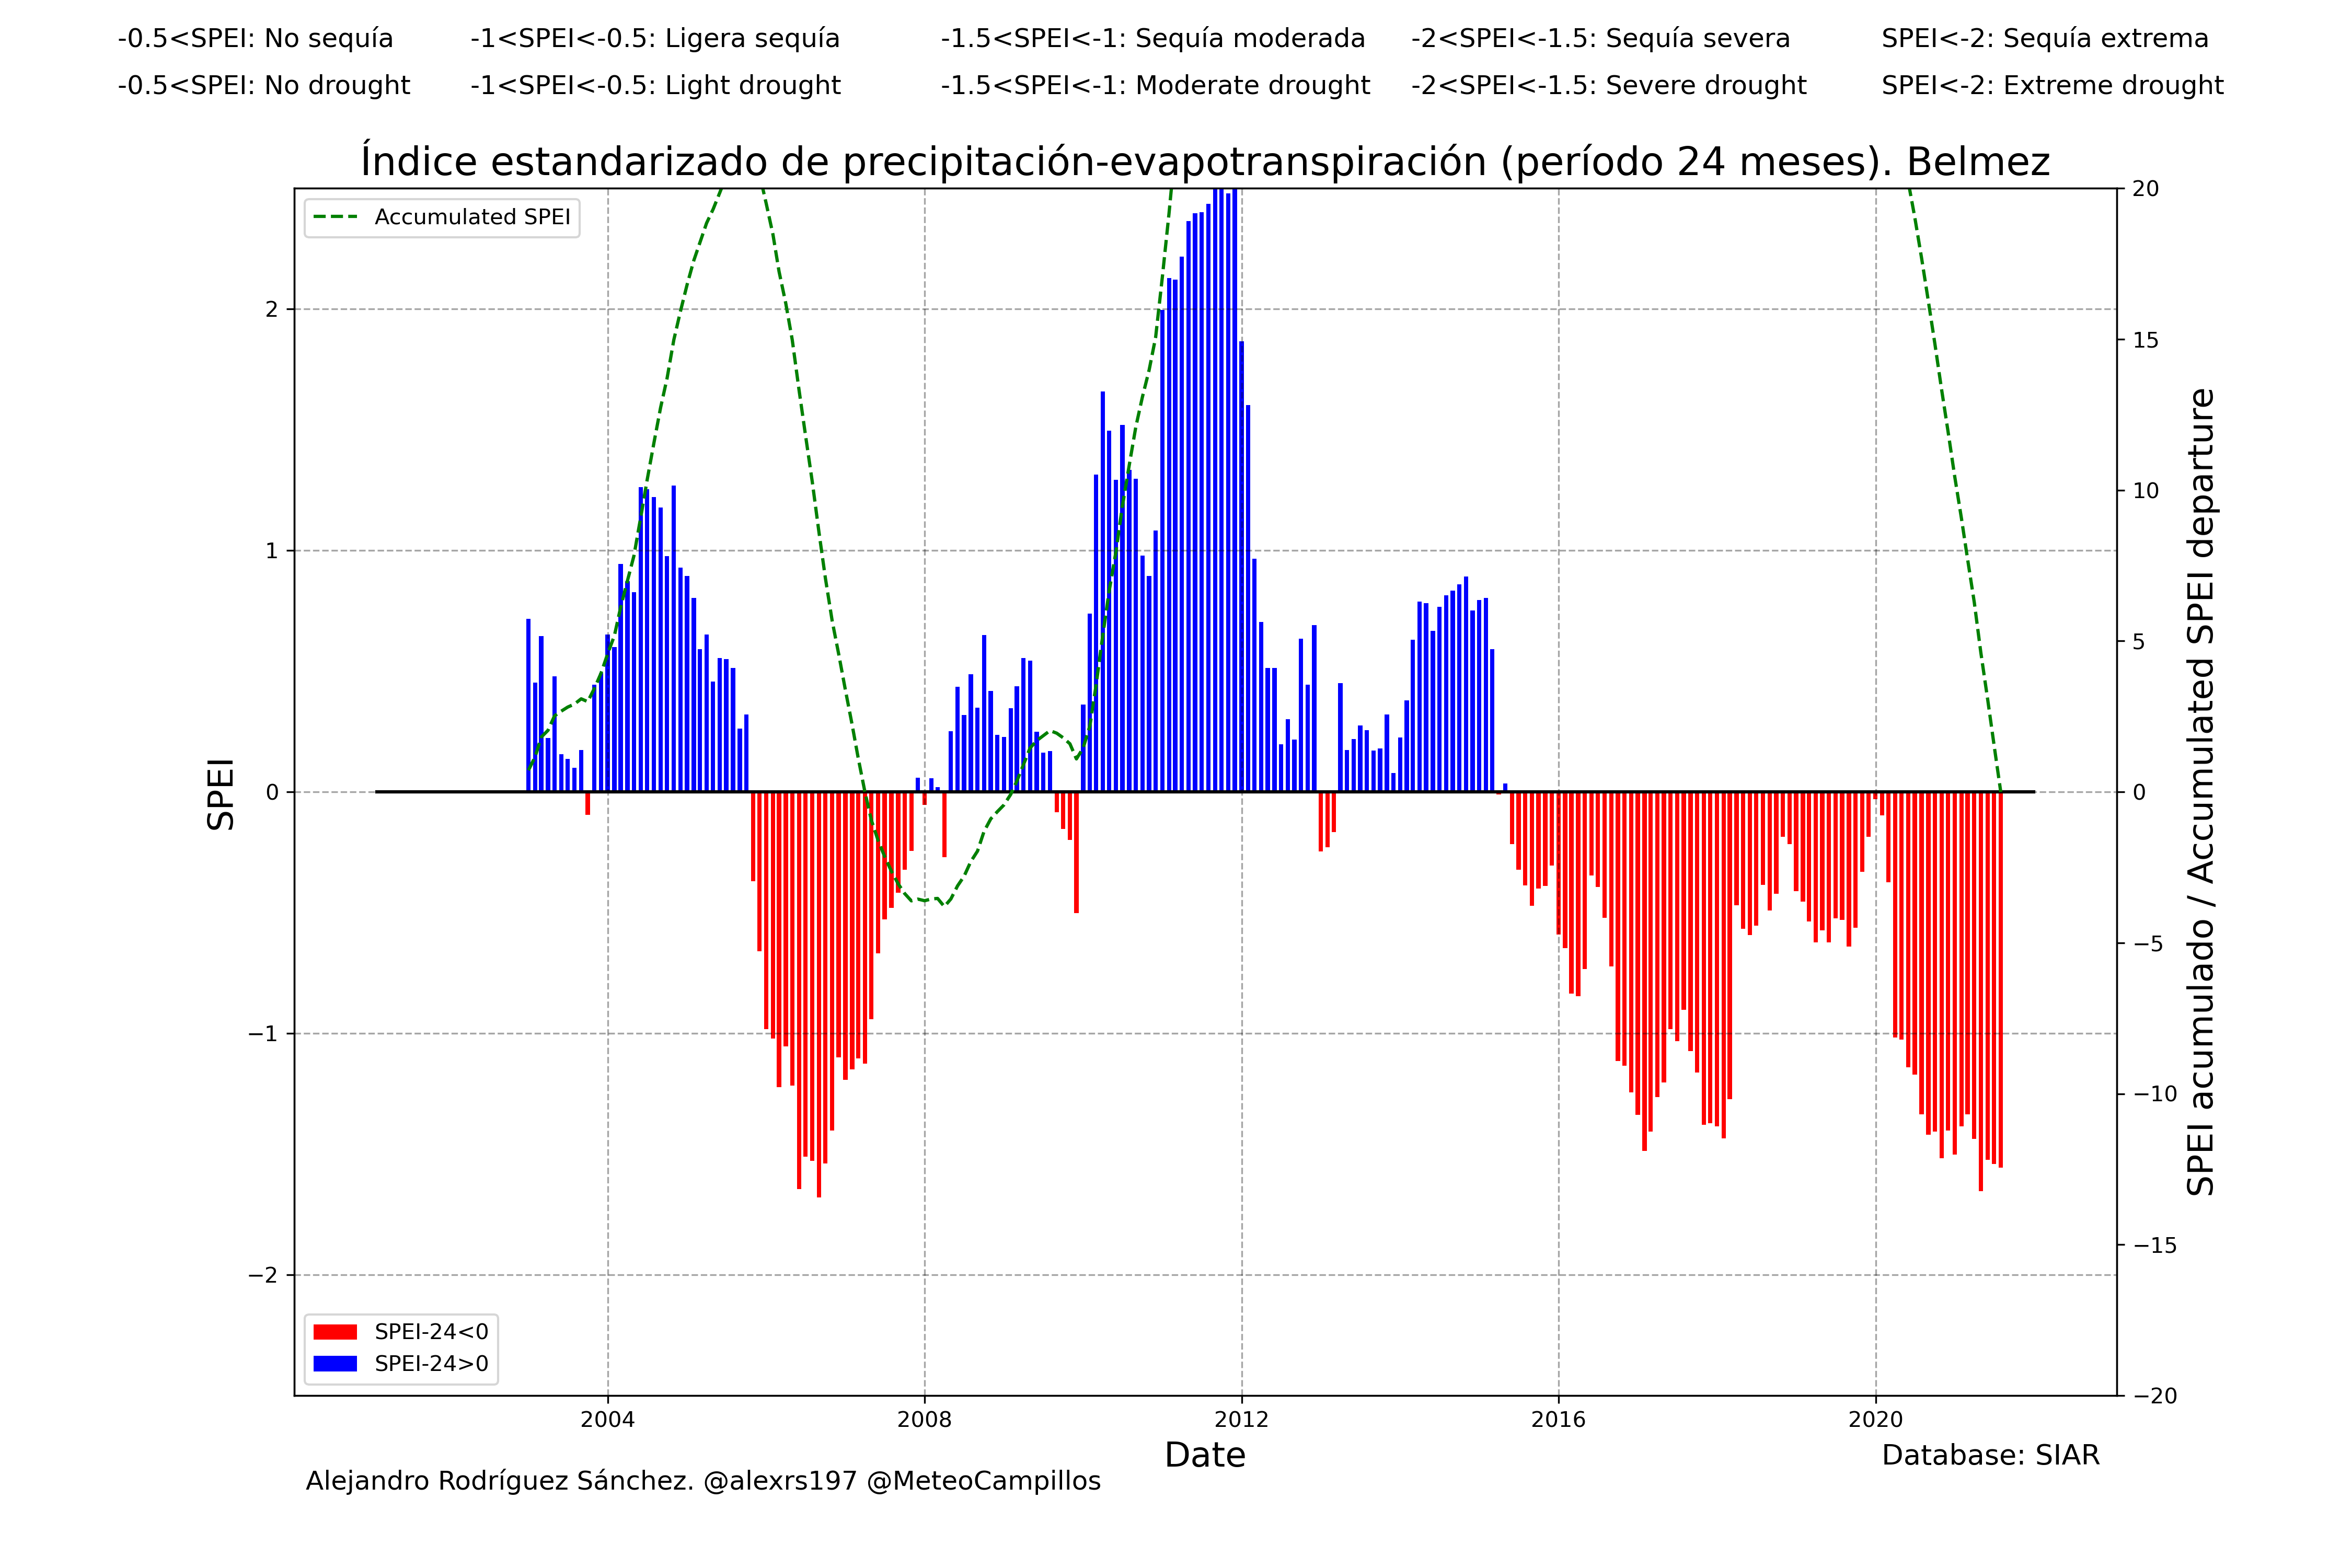 -0.5<SPEI: No sequía -1<SPEI<-0.5: Ligera sequía -1.5<SPEI<-1: Sequía moderada -2<SPEI<-1.5: Sequía severa SPEI<-2: Sequía extrema
-0.5<SPEI: No drought -1<SPEI<-0.5: Light drought -1.5<SPEI<-1: Moderate drought -2<SPEI<-1.5: Severe drought SPEI<-2: Extreme drought
Índice estandarizado de precipitación-evapotranspiración (período 24 meses). Belmez
Accumulated SPEI
SPEI
2
1
0
−1
−2
20
15
10
5
0
−5
−10
−15
−20
SPEI acumulado / Accumulated SPEI departure
SPEI-24<0
SPEI-24>0
2004 2008 2012 2016 2020
Date
Database: SIAR
Alejandro Rodríguez Sánchez. @alexrs197 @MeteoCampillos